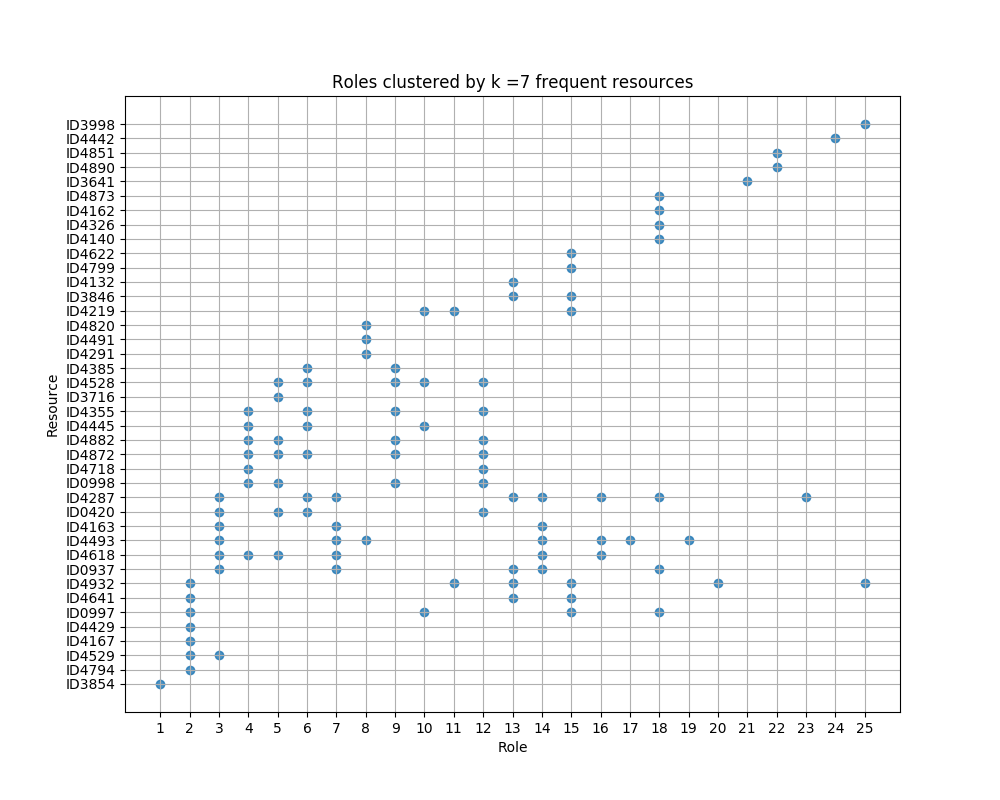 Roles clustered by k =7 frequent resources
ID3998
ID4442
ID4851
ID4890
ID3641
ID4873
ID4162
ID4326
ID4140
ID4622
ID4799
ID4132
ID3846
ID4219
ID4820
ID4491
ID4291
ID4385
ID4528
ID3716
ID4355
ID4445
ID4882
ID4872
ID4718
ID0998
ID4287
ID0420
ID4163
ID4493
ID4618
ID0937
ID4932
ID4641
ID0997
ID4429
ID4167
ID4529
ID4794
ID3854
Resource
1 2 3 4 5 6 7 8 9 10 11 12 13 14 15 16 17 18 19 20 21 22 23 24 25
Role